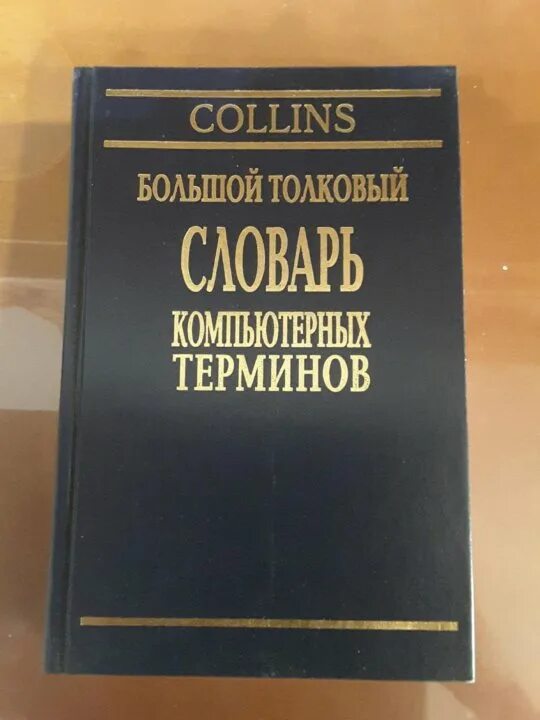 COLLINS
БОЛЬШОЙ ТОЛКОВЫЙ
СЛОВАРЬ
КОМПЬЮТЕРНЫХ
ТЕРМИНОВ